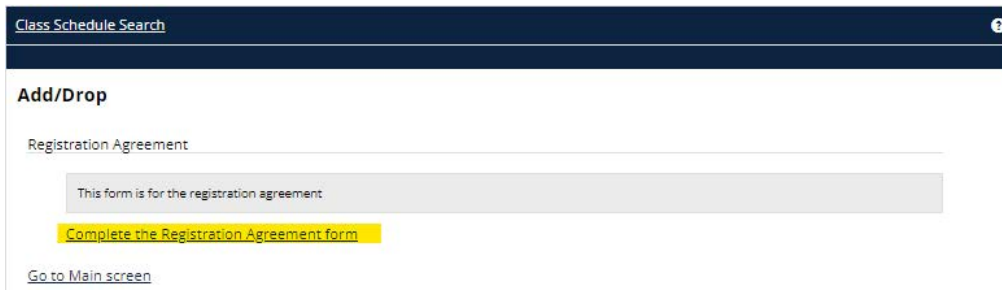 Class Schedule Search
?
Add/Drop
Registration Agreement
This form is for the registration agreement
Complete the Registration Agreement form
Go to Main screen